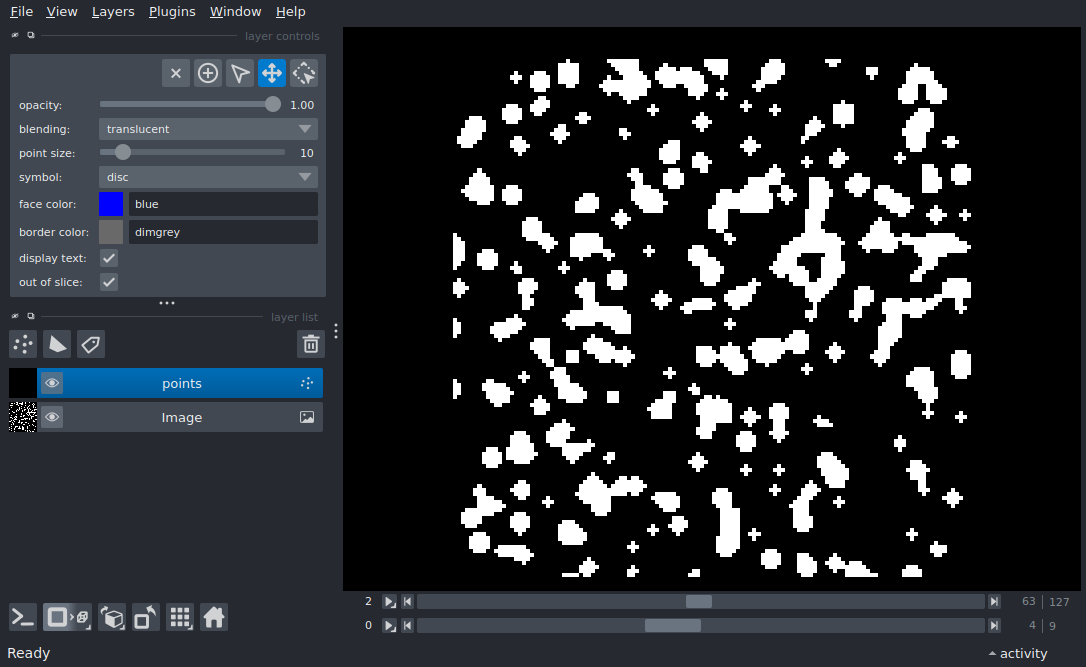 File View Layers Plugins Window Help
layer controls
opacity: 1.00
blending: translucent
point size: 10
symbol: disc
face color: blue
border color: dimgrey
display text:
out of slice:
layer list
points
Image
2 63 | 127
0 4 | 9
Ready activity